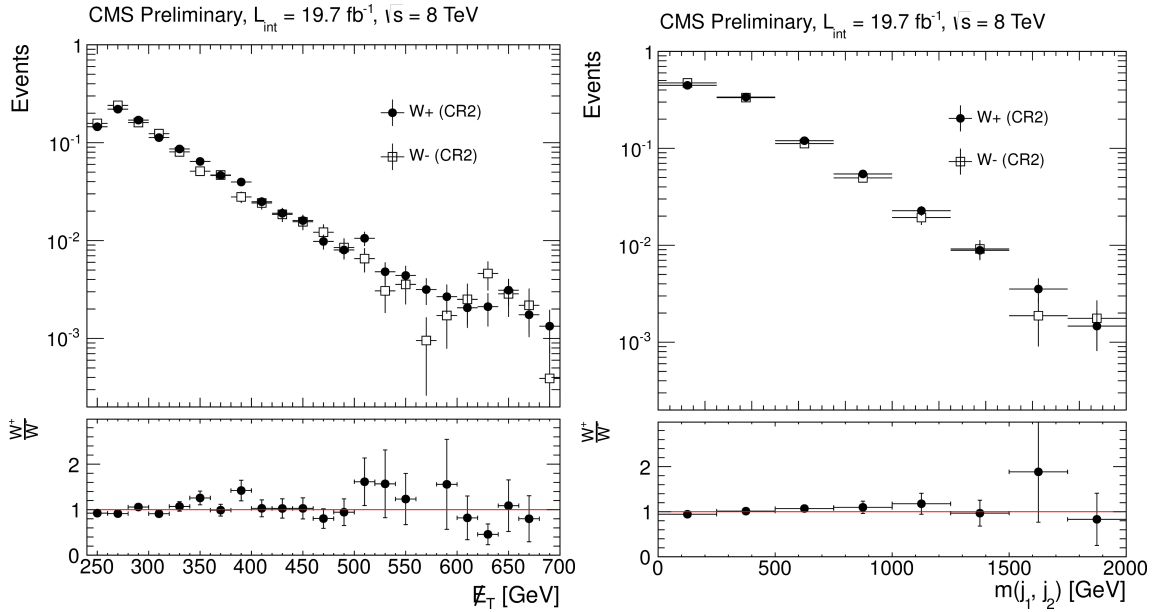 CMS Preliminary, L_int = 19.7 fb⁻¹, √s = 8 TeV
Events
1
10⁻¹
10⁻²
10⁻³
W+ (CR2)
W- (CR2)
W⁺
W⁻
2
1
0
250 300 350 400 450 500 550 600 650 700
E̸_T [GeV]
CMS Preliminary, L_int = 19.7 fb⁻¹, √s = 8 TeV
Events
1
10⁻¹
10⁻²
10⁻³
W+ (CR2)
W- (CR2)
W⁺
W⁻
2
1
0
0 500 1000 1500 2000
m(j₁, j₂) [GeV]